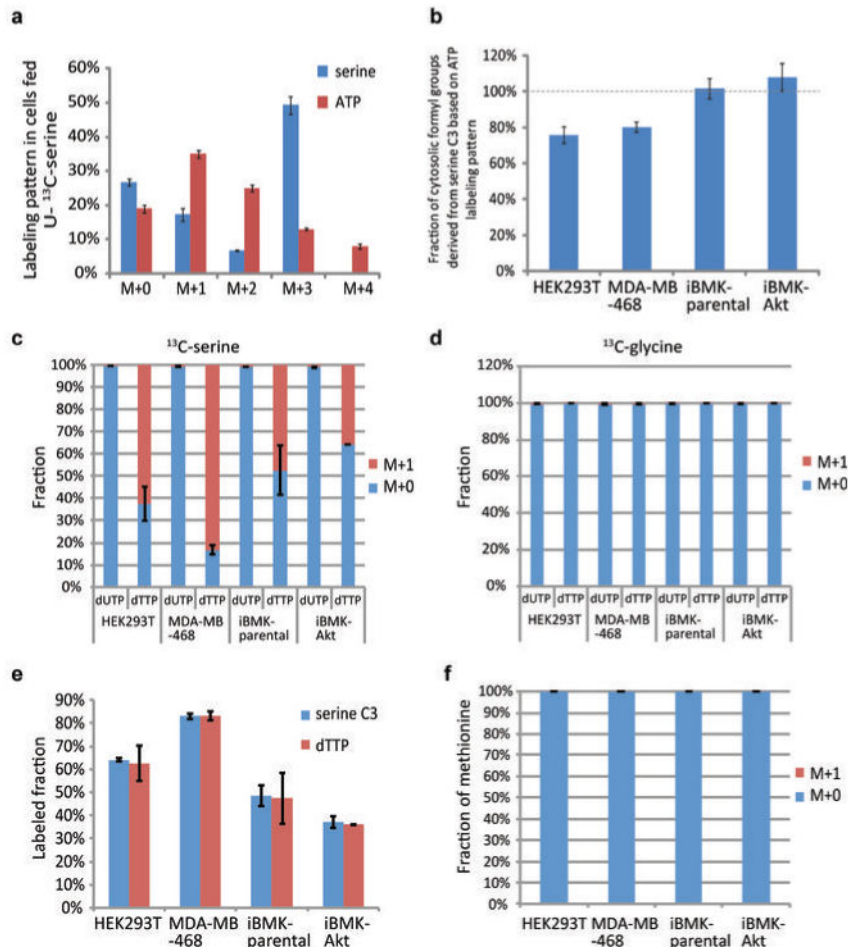 a
Labeling pattern in cells fed
U- ¹³C-serine
60%
50%
40%
30%
20%
10%
0%
serine
ATP
M+0 M+1 M+2 M+3 M+4
b
Fraction of cytosolic formyl groups
derived from serine C3 based on ATP
lalbeling pattern
120%
100%
80%
60%
40%
20%
0%
HEK293T MDA-MB iBMK- iBMK-
-468 parental Akt
c
¹³C-serine
Fraction
100%
90%
80%
70%
60%
50%
40%
30%
20%
10%
0%
M+1
M+0
dUTP dTTP dUTP dTTP dUTP dTTP dUTP dTTP
HEK293T MDA-MB iBMK- iBMK-
-468 parental Akt
d
¹³C-glycine
Fraction
120%
100%
80%
60%
40%
20%
0%
M+1
M+0
dUTP dTTP dUTP dTTP dUTP dTTP dUTP dTTP
HEK293T MDA-MB iBMK- iBMK-
-468 parental Akt
e
Labeled fraction
90%
80%
70%
60%
50%
40%
30%
20%
10%
0%
serine C3
dTTP
HEK293T MDA-MB iBMK- iBMK-
-468 parental Akt
f
Fraction of methionine
100%
90%
80%
70%
60%
50%
40%
30%
20%
10%
0%
M+1
M+0
HEK293T MDA-MB iBMK- iBMK-
-468 parental Akt